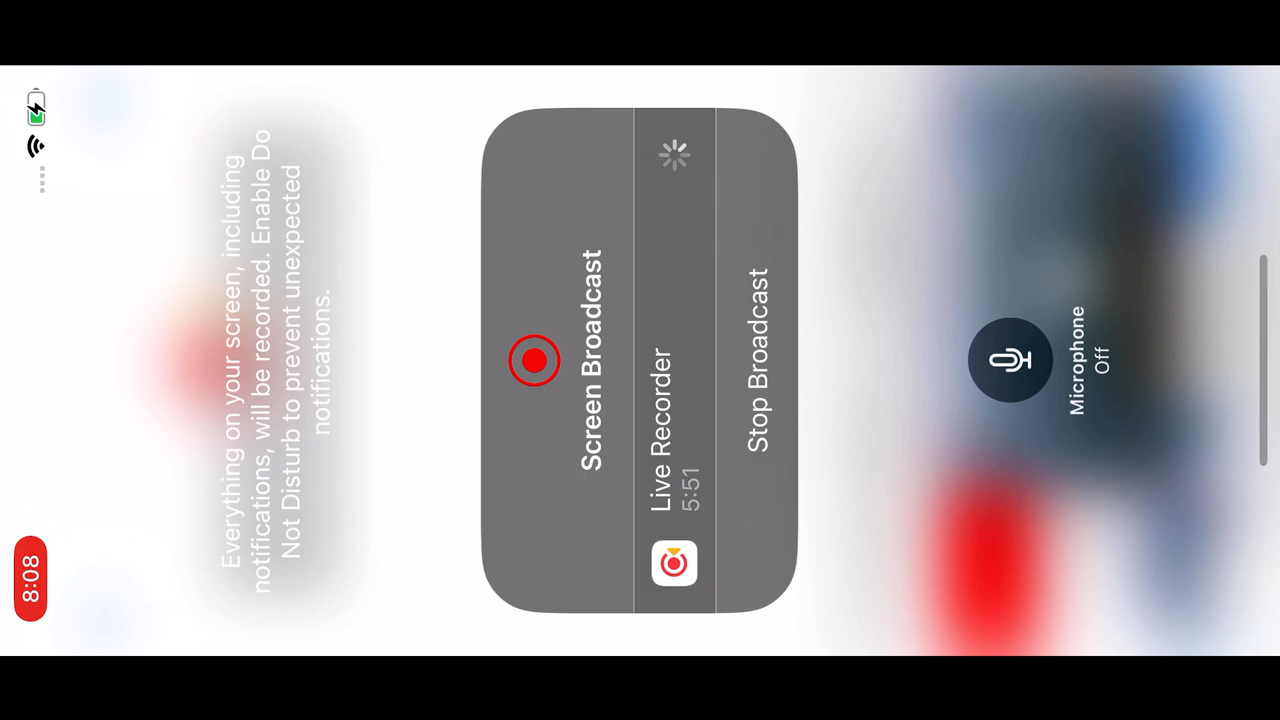 8:08
Everything on your screen, including
notifications, will be recorded. Enable Do
Not Disturb to prevent unexpected
notifications.
Screen Broadcast
Live Recorder
5:51
Stop Broadcast
Microphone
Off